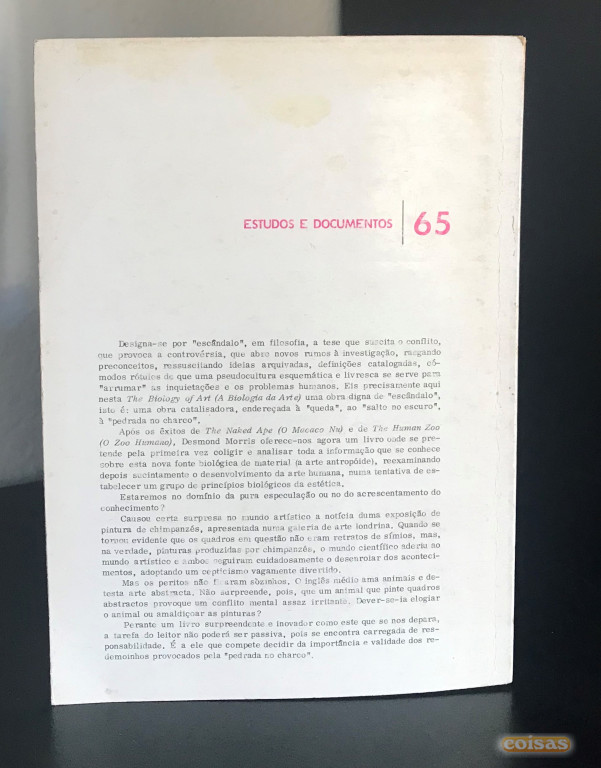 ESTUDOS E DOCUMENTOS 65
Designa-se por "escândalo", em filosofia, a tese que suscita o conflito,
que provoca a controvérsia, que abre novos rumos à investigação, rasgando
preconceitos, ressuscitando ideias arquivadas, definições catalogadas, có-
modos rótulos de que uma pseudocultura esquemática e livresca se serve para
"arrumar" as inquietações e os problemas humanos. Eis precisamente aqui
nesta The Biology of Art (A Biologia da Arte) uma obra digna de "escândalo",
isto é: uma obra catalisadora, endereçada à "queda", ao "salto no escuro",
à "pedrada no charco".
Após os êxitos de The Naked Ape (O Macaco Nu) e de The Human Zoo
(O Zoo Humano), Desmond Morris oferece-nos agora um livro onde se pre-
tende pela primeira vez coligir e analisar toda a informação que se conhece
sobre esta nova fonte biológica de material (a arte antropóide), reexaminando
depois sucintamente o desenvolvimento da arte humana, numa tentativa de es-
tabelecer um grupo de princípios biológicos da estética.
Estaremos no domínio da pura especulação ou no do acrescentamento do
conhecimento?
Causou certa surpresa no mundo artístico a notícia duma exposição de
pintura de chimpanzés, apresentada numa galeria de arte londrina. Quando se
tornou evidente que os quadros em questão não eram retratos de símios, mas,
na verdade, pinturas produzidas por chimpanzés, o mundo científico aderiu ao
mundo artístico e ambos seguiram cuidadosamente o desenrolar dos aconteci-
mentos, adoptando um cepticismo vagamente divertido.
Mas os peritos não ficaram sòzinhos. O inglês médio ama animais e de-
testa arte abstracta. Não surpreende, pois, que um animal que pinte quadros
abstractos provoque um conflito mental assaz irritante. Dever-se-ia elogiar
o animal ou amaldiçoar as pinturas?
Perante um livro surpreendente e inovador como este que se nos depara,
a tarefa do leitor não poderá ser passiva, pois se encontra carregada de res-
ponsabilidade. É a ele que compete decidir da importância e validade dos re-
demoinhos provocados pela "pedrada no charco".
coisas